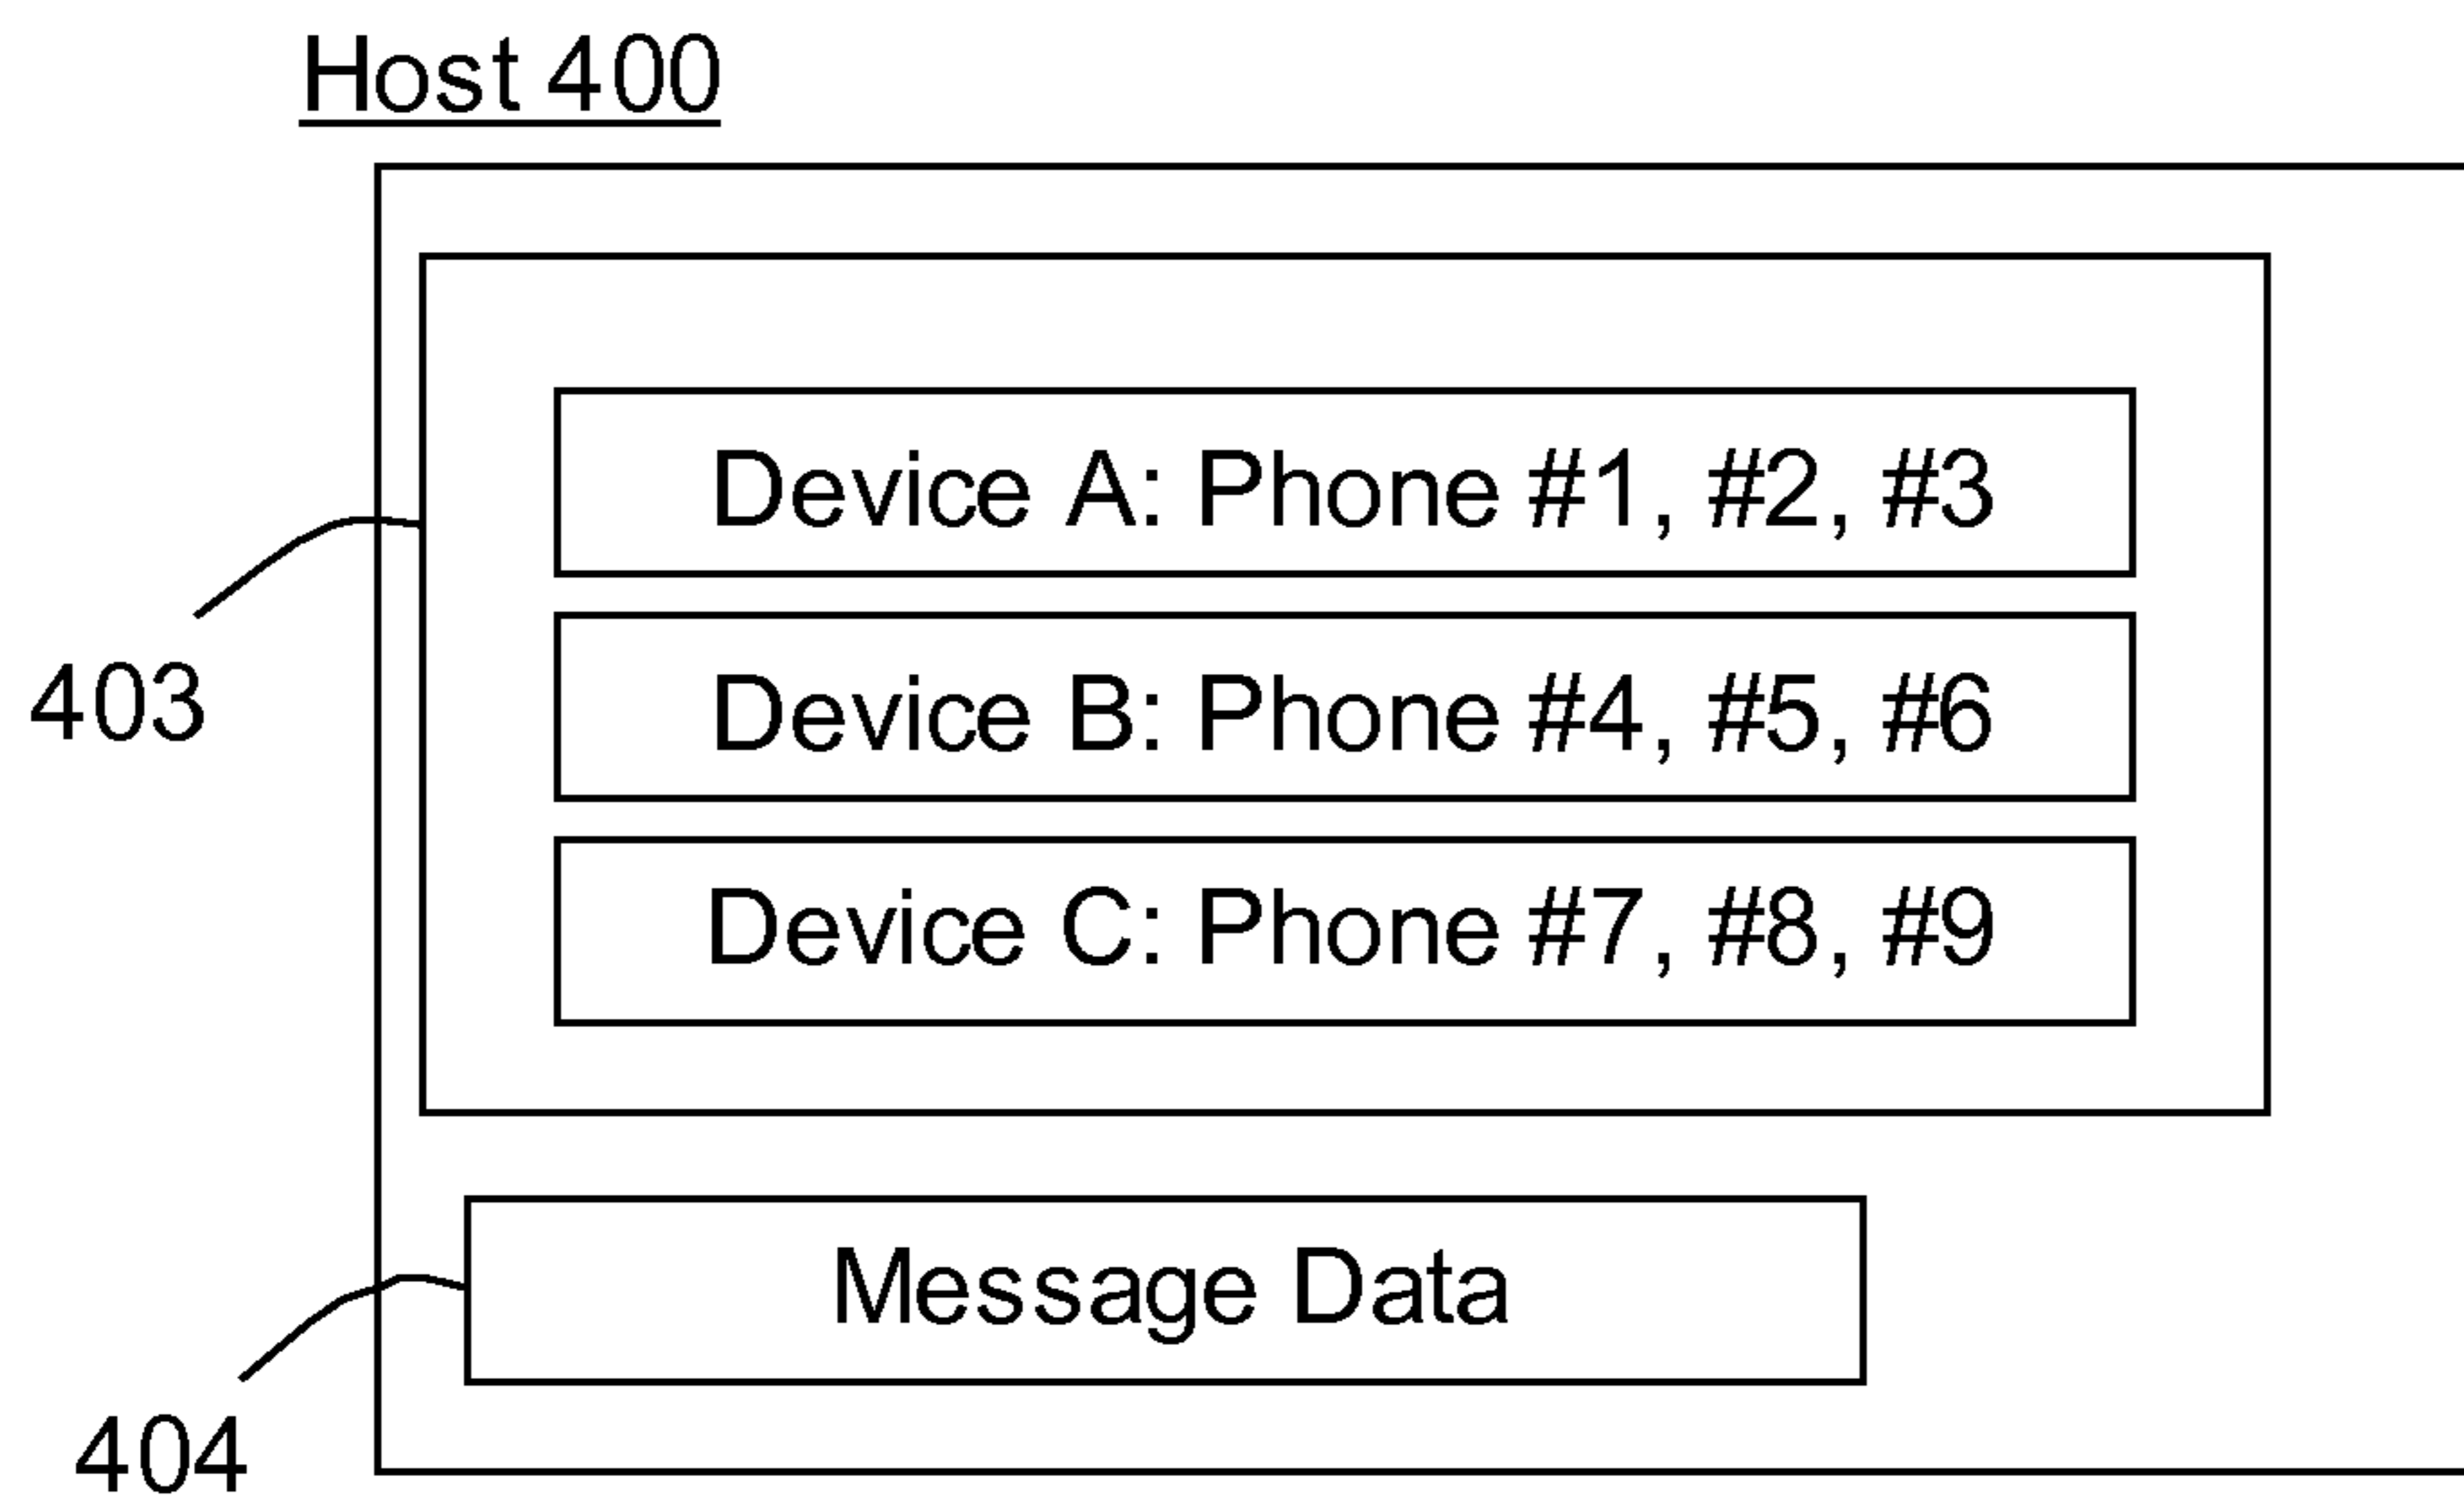 Host 400
Device A: Phone #1, #2, #3
403
Device B: Phone #4, #5, #6
Device C: Phone #7, #8, #9
Message Data
404